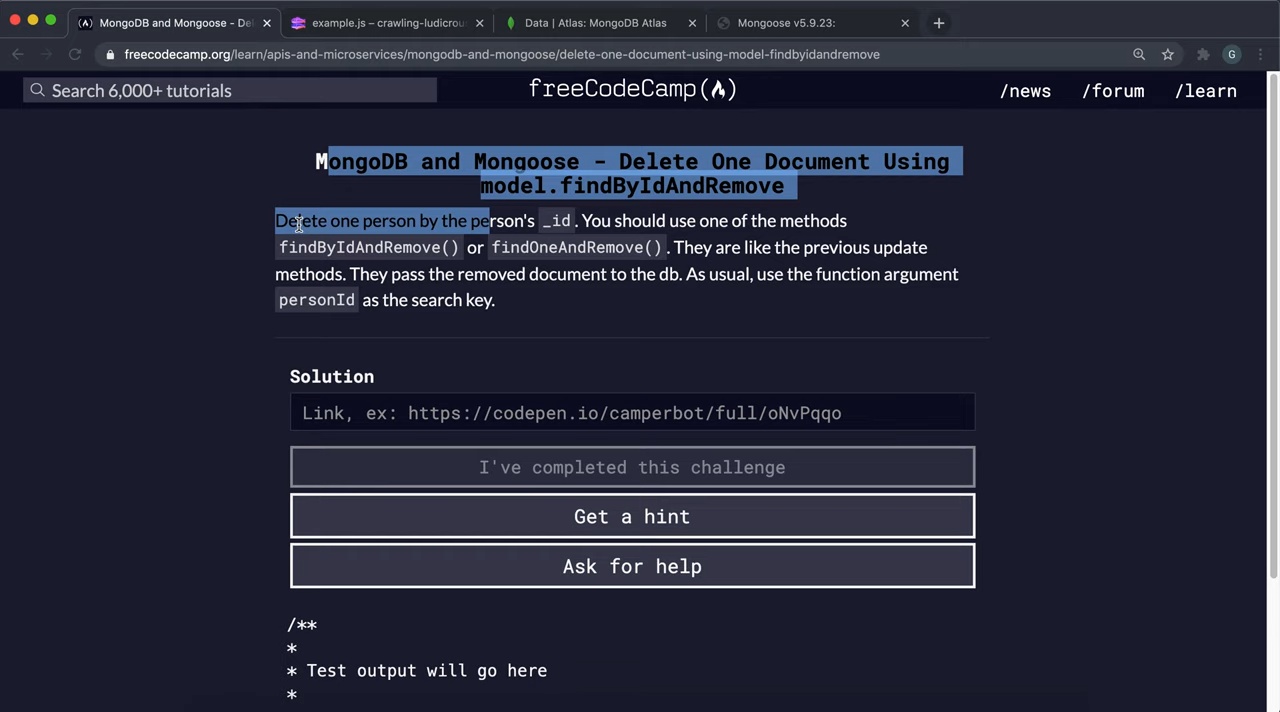 MongoDB and Mongoose - Del
example.js – crawling-ludicrou
Data | Atlas: MongoDB Atlas
Mongoose v5.9.23:
freecodecamp.org/learn/apis-and-microservices/mongodb-and-mongoose/delete-one-document-using-model-findbyidandremove
G
Search 6,000+ tutorials
freeCodeCamp
/news
/forum
/learn
MongoDB and Mongoose - Delete One Document Using
model.findByIdAndRemove
Delete one person by the person's _id. You should use one of the methods
findByIdAndRemove() or findOneAndRemove(). They are like the previous update
methods. They pass the removed document to the db. As usual, use the function argument
personId as the search key.
Solution
Link, ex: https://codepen.io/camperbot/full/oNvPqqo
I've completed this challenge
Get a hint
Ask for help
/**
*
* Test output will go here
*